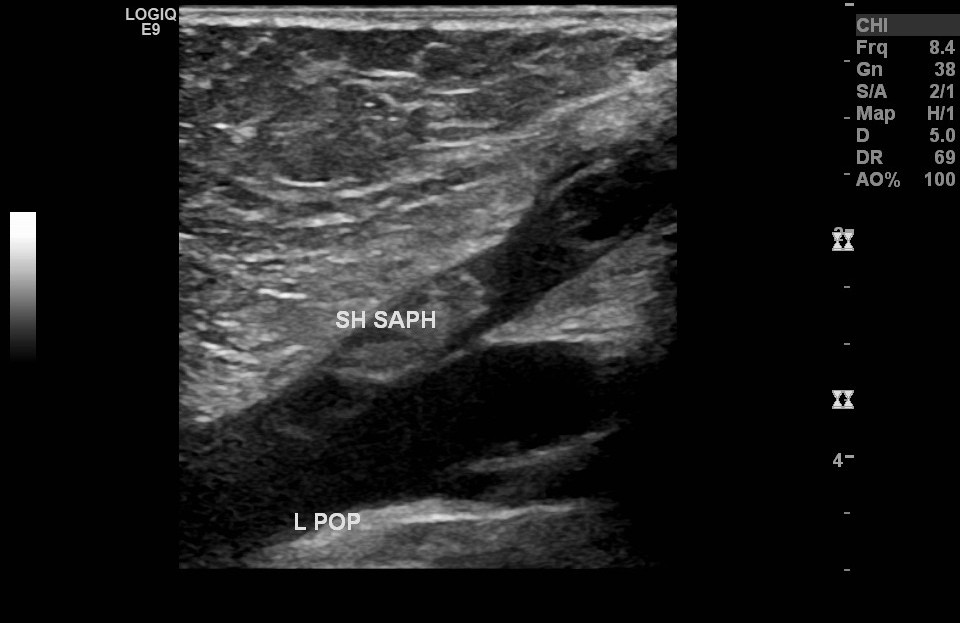 LOGIQ
E9
CHI
Frq 8.4
Gn 38
S/A 2/1
Map H/1
D 5.0
DR 69
AO% 100
SH SAPH
4
L POP